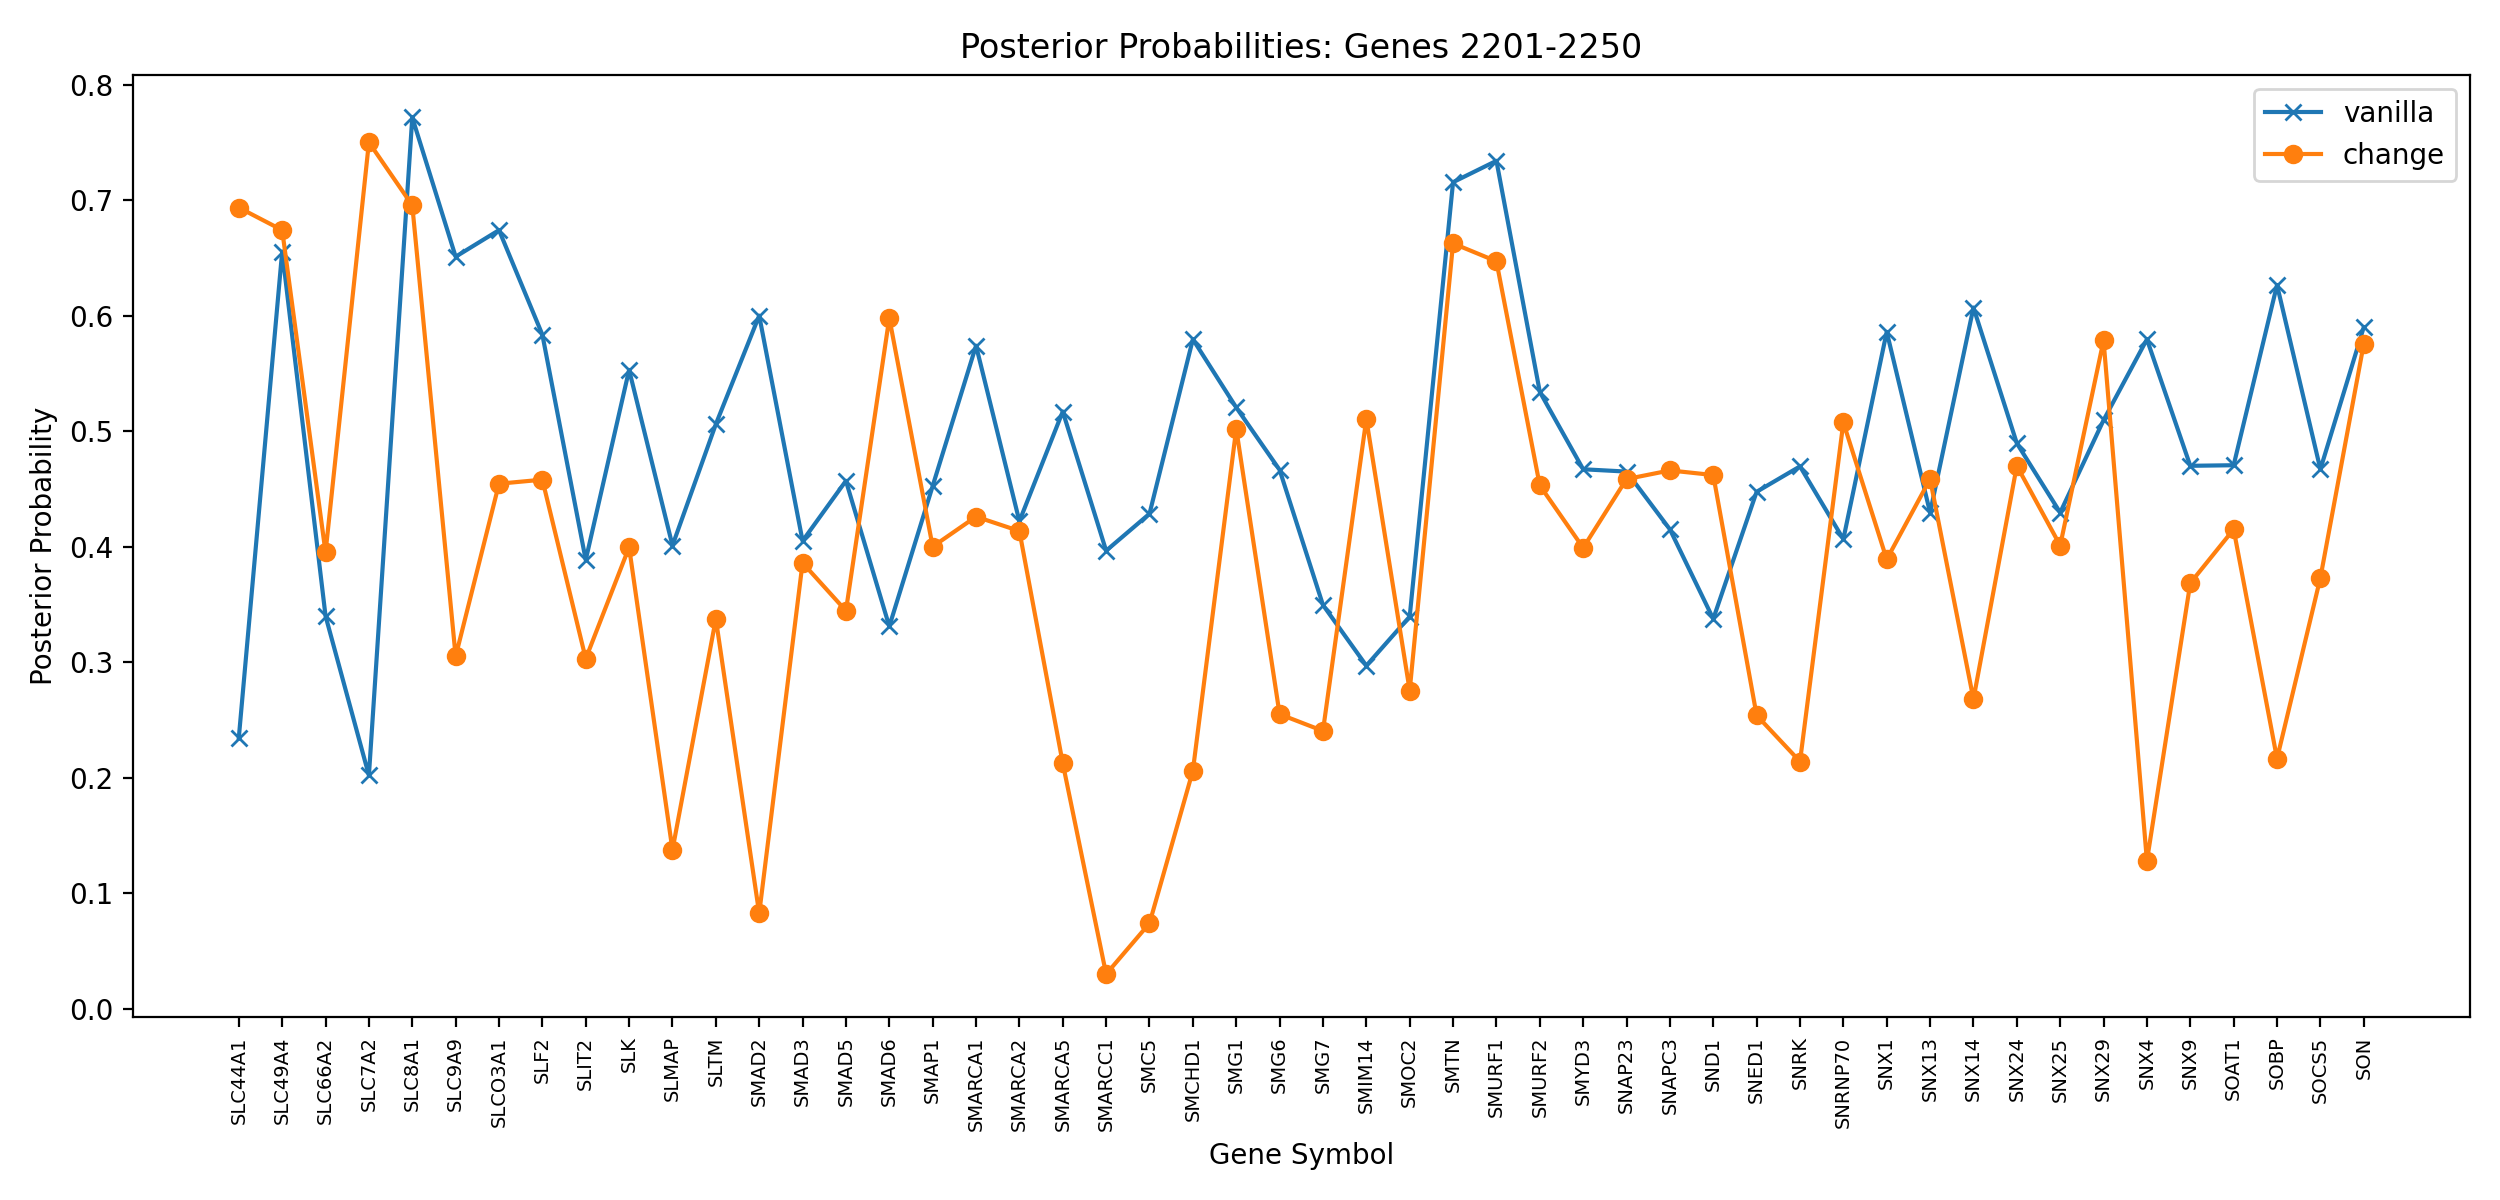 Posterior Probabilities: Genes 2201-2250
0.8
0.7
0.6
0.5
0.4
0.3
0.2
0.1
0.0
Posterior Probability
vanilla
change
SLC44A1
SLC49A4
SLC66A2
SLC7A2
SLC8A1
SLC9A9
SLCO3A1
SLF2
SLIT2
SLK
SLMAP
SLTM
SMAD2
SMAD3
SMAD5
SMAD6
SMAP1
SMARCA1
SMARCA2
SMARCA5
SMARCC1
SMC5
SMCHD1
SMG1
SMG6
SMG7
SMIM14
SMOC2
SMTN
SMURF1
SMURF2
SMYD3
SNAP23
SNAPC3
SND1
SNED1
SNRK
SNRNP70
SNX1
SNX13
SNX14
SNX24
SNX25
SNX29
SNX4
SNX9
SOAT1
SOBP
SOCS5
SON
Gene Symbol